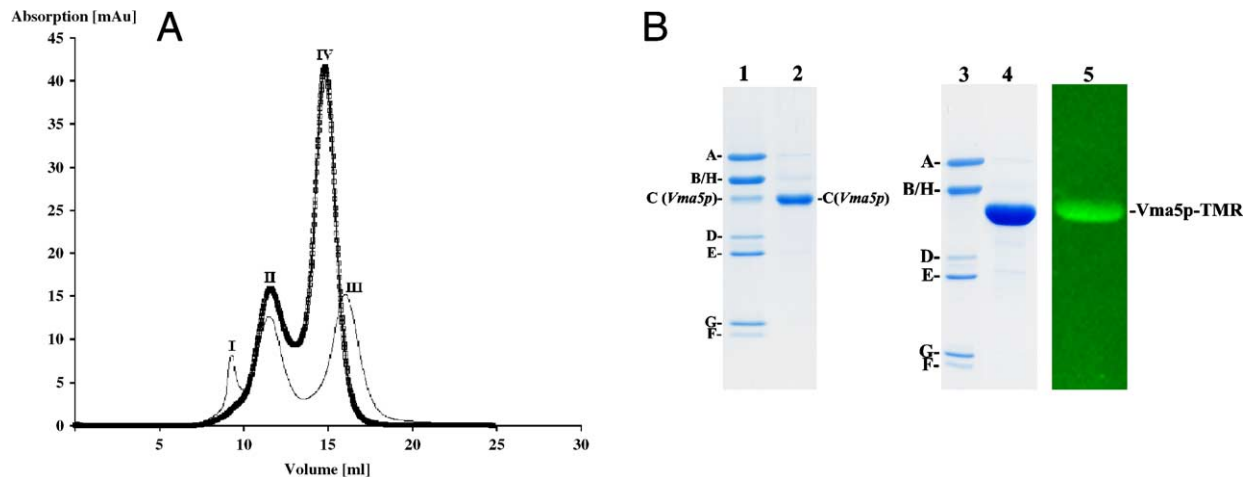 Absorption [mAu]
A
45
40
35
30
25
20
15
10
5
0
5
10
15
20
25
30
Volume [ml]
I
II
III
IV
B
1 2
A-
B/H-
C (Vma5p)-
-C(Vma5p)
D-
E-
G-
F-
3 4 5
A-
B/H-
-Vma5p-TMR
D-
E-
G-
F-